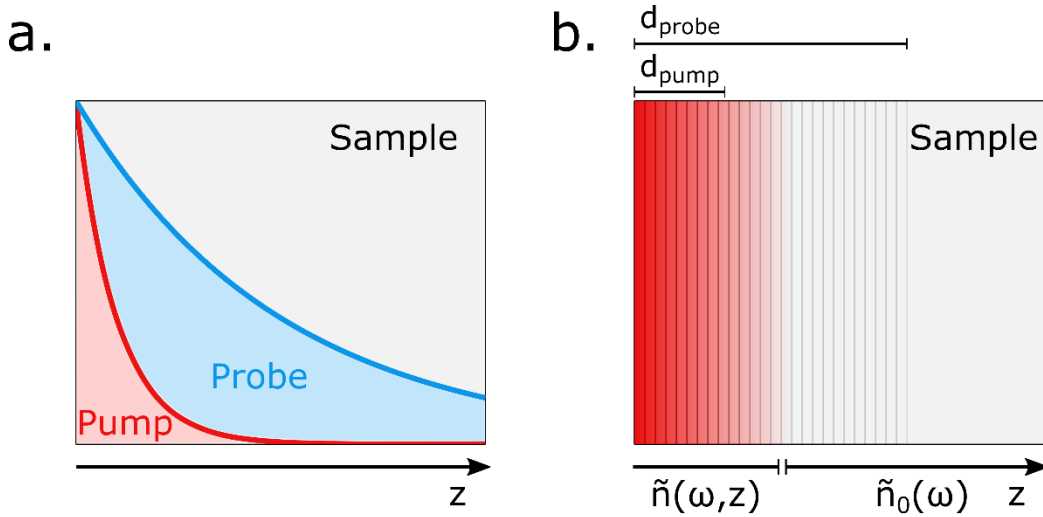 a.
Sample
Probe
Pump
z
b.
d_probe
d_pump
Sample
ñ(ω,z)
ñ₀(ω)
z